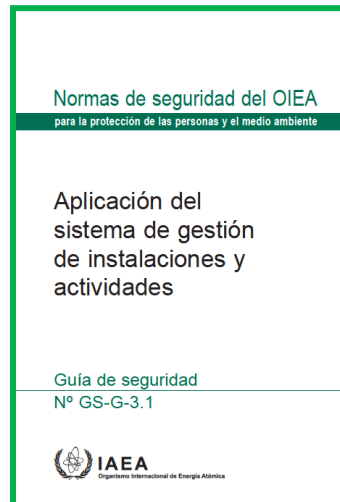 Normas de seguridad del OIEA
para la protección de las personas y el medio ambiente
Aplicación del
sistema de gestión
de instalaciones y
actividades
Guía de seguridad
Nº GS-G-3.1
IAEA
Organismo Internacional de Energía Atómica